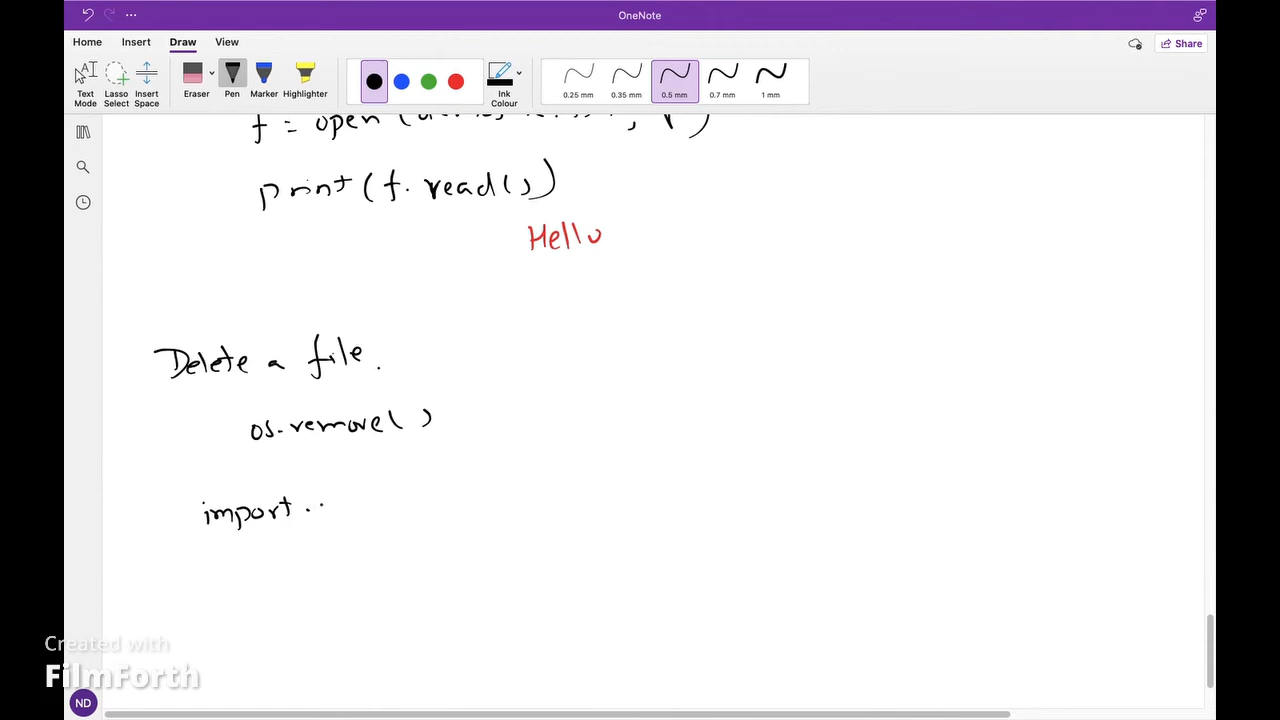 OneNote
Home Insert Draw View
Share
Text Mode Lasso Select Insert Space Eraser Pen Marker Highlighter Ink Colour 0.25 mm 0.35 mm 0.5 mm 0.7 mm 1 mm
f = open (
print(f.read())
Hello
Delete a file.
os.remove( )
import ..
Created with
FilmForth
ND